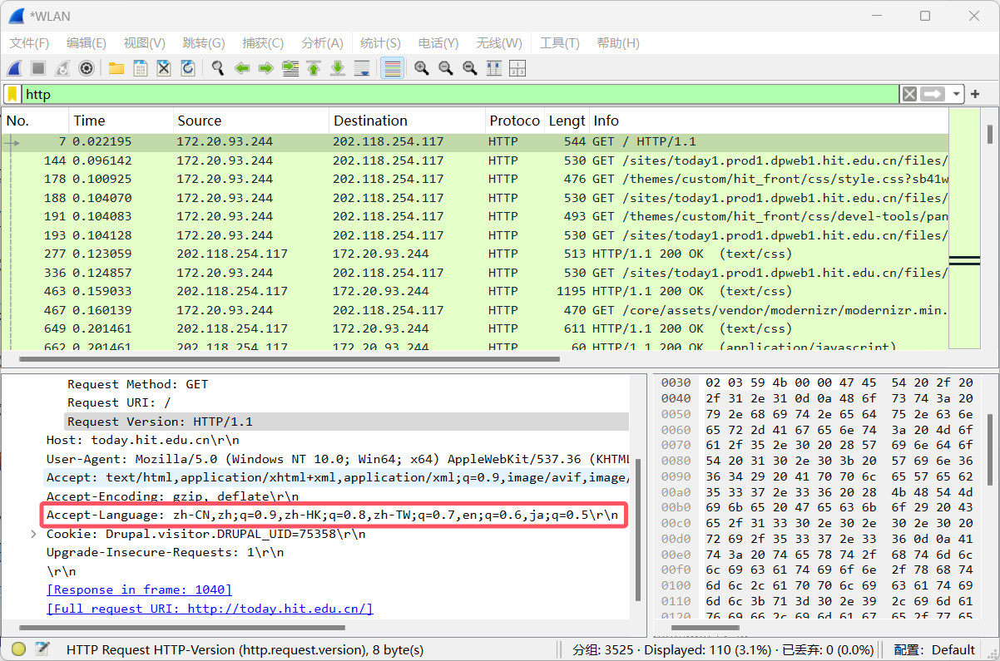 *WLAN
文件(F) 编辑(E) 视图(V) 跳转(G) 捕获(C) 分析(A) 统计(S) 电话(Y) 无线(W) 工具(T) 帮助(H)
http
No. Time Source Destination Protoco Lengt Info
7 0.022195 172.20.93.244 202.118.254.117 HTTP 544 GET / HTTP/1.1
144 0.096142 172.20.93.244 202.118.254.117 HTTP 530 GET /sites/today1.prod1.dpweb1.hit.edu.cn/files/
178 0.100925 172.20.93.244 202.118.254.117 HTTP 476 GET /themes/custom/hit_front/css/style.css?sb41w
188 0.104070 172.20.93.244 202.118.254.117 HTTP 530 GET /sites/today1.prod1.dpweb1.hit.edu.cn/files/
191 0.104083 172.20.93.244 202.118.254.117 HTTP 493 GET /themes/custom/hit_front/css/devel-tools/pan
193 0.104128 172.20.93.244 202.118.254.117 HTTP 530 GET /sites/today1.prod1.dpweb1.hit.edu.cn/files/
277 0.123059 202.118.254.117 172.20.93.244 HTTP 513 HTTP/1.1 200 OK (text/css)
336 0.124857 172.20.93.244 202.118.254.117 HTTP 530 GET /sites/today1.prod1.dpweb1.hit.edu.cn/files/
463 0.159033 202.118.254.117 172.20.93.244 HTTP 1195 HTTP/1.1 200 OK (text/css)
467 0.160139 172.20.93.244 202.118.254.117 HTTP 470 GET /core/assets/vendor/modernizr/modernizr.min.
649 0.201461 202.118.254.117 172.20.93.244 HTTP 611 HTTP/1.1 200 OK (text/css)
662 0.201461 202.118.254.117 172.20.93.244 HTTP 60 HTTP/1.1 200 OK (application/javascript)
Request Method: GET
Request URI: /
Request Version: HTTP/1.1
Host: today.hit.edu.cn\r\n
User-Agent: Mozilla/5.0 (Windows NT 10.0; Win64; x64) AppleWebKit/537.36 (KHTML
Accept: text/html,application/xhtml+xml,application/xml;q=0.9,image/avif,image/
Accept-Encoding: gzip, deflate\r\n
Accept-Language: zh-CN,zh;q=0.9,zh-HK;q=0.8,zh-TW;q=0.7,en;q=0.6,ja;q=0.5\r\n
Cookie: Drupal.visitor.DRUPAL_UID=75358\r\n
Upgrade-Insecure-Requests: 1\r\n
\r\n
[Response in frame: 1040]
[Full request URI: http://today.hit.edu.cn/]
0030 02 03 59 4b 00 00 47 45 54 20 2f 20
0040 2f 31 2e 31 0d 0a 48 6f 73 74 3a 20
0050 79 2e 68 69 74 2e 65 64 75 2e 63 6e
0060 65 72 2d 41 67 65 6e 74 3a 20 4d 6f
0070 61 2f 35 2e 30 20 28 57 69 6e 64 6f
0080 54 20 31 30 2e 30 3b 20 57 69 6e 36
0090 36 34 29 20 41 70 70 6c 65 57 65 62
00a0 35 33 37 2e 33 36 20 28 4b 48 54 4d
00b0 69 6b 65 20 47 65 63 6b 6f 29 20 43
00c0 65 2f 31 33 30 2e 30 2e 30 2e 30 20
00d0 72 69 2f 35 33 37 2e 33 36 0d 0a 41
00e0 74 3a 20 74 65 78 74 2f 68 74 6d 6c
00f0 6c 69 63 61 74 69 6f 6e 2f 78 68 74
0100 6d 6c 2c 61 70 70 6c 69 63 61 74 69
0110 6d 6c 3b 71 3d 30 2e 39 2c 69 6d 61
0120 76 69 66 2c 69 6d 61 67 65 2f 77 65
HTTP Request HTTP-Version (http.request.version), 8 byte(s) 分组: 3525 · Displayed: 110 (3.1%) · 已丢弃: 0 (0.0%) 配置: Default